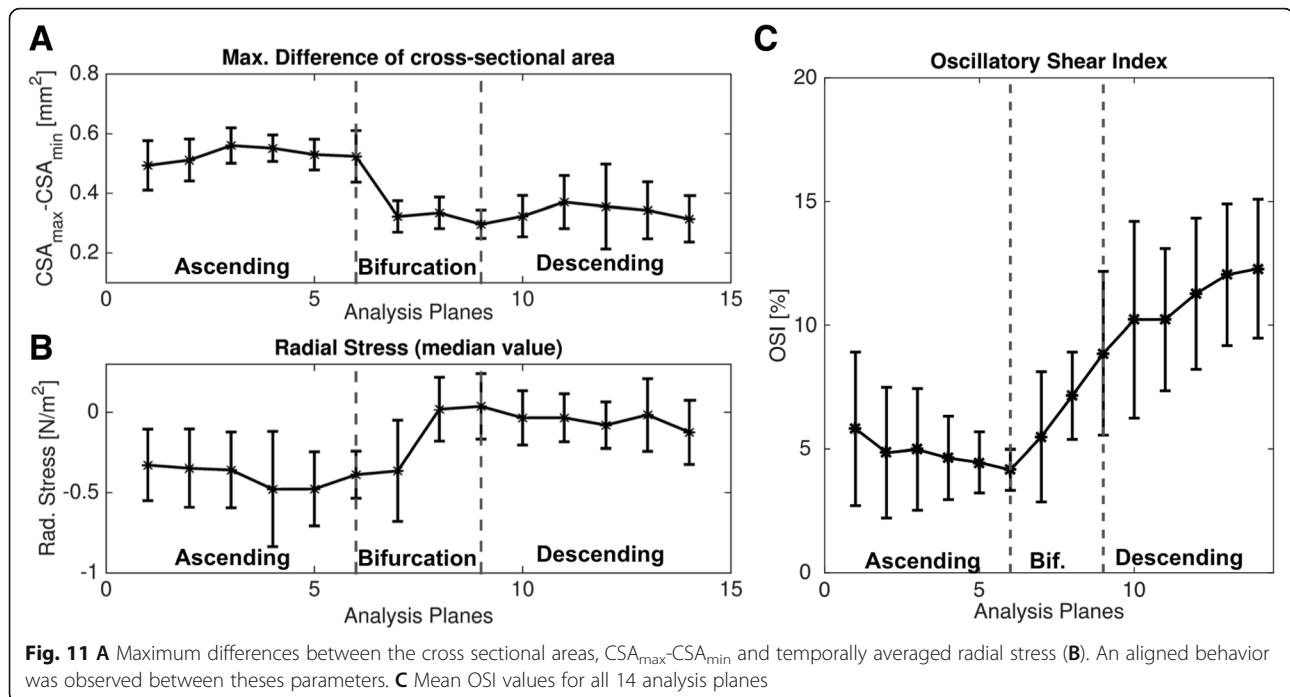 A
Max. Difference of cross-sectional area
CSAmax-CSAmin [mm2]
0.8
0.6
0.4
0.2
Ascending
Bifurcation
Descending
0
5
10
15
Analysis Planes
B
Radial Stress (median value)
Rad. Stress [N/m2]
0
-0.5
-1
Ascending
Bifurcation
Descending
0
5
10
15
Analysis Planes
C
Oscillatory Shear Index
OSI [%]
20
15
10
5
0
Ascending
Bif.
Descending
0
5
10
Analysis Planes
Fig. 11 A Maximum differences between the cross sectional areas, CSAmax-CSAmin and temporally averaged radial stress (B). An aligned behavior
was observed between theses parameters. C Mean OSI values for all 14 analysis planes